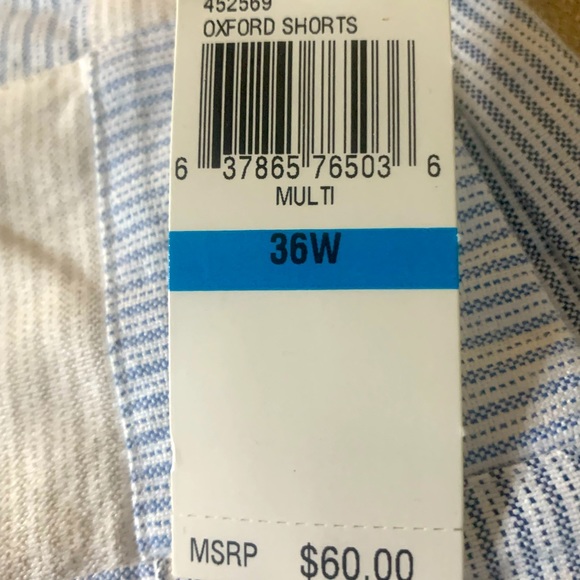 452569
OXFORD SHORTS
6 37865 76503 6
MULTI
36W
MSRP $60.00